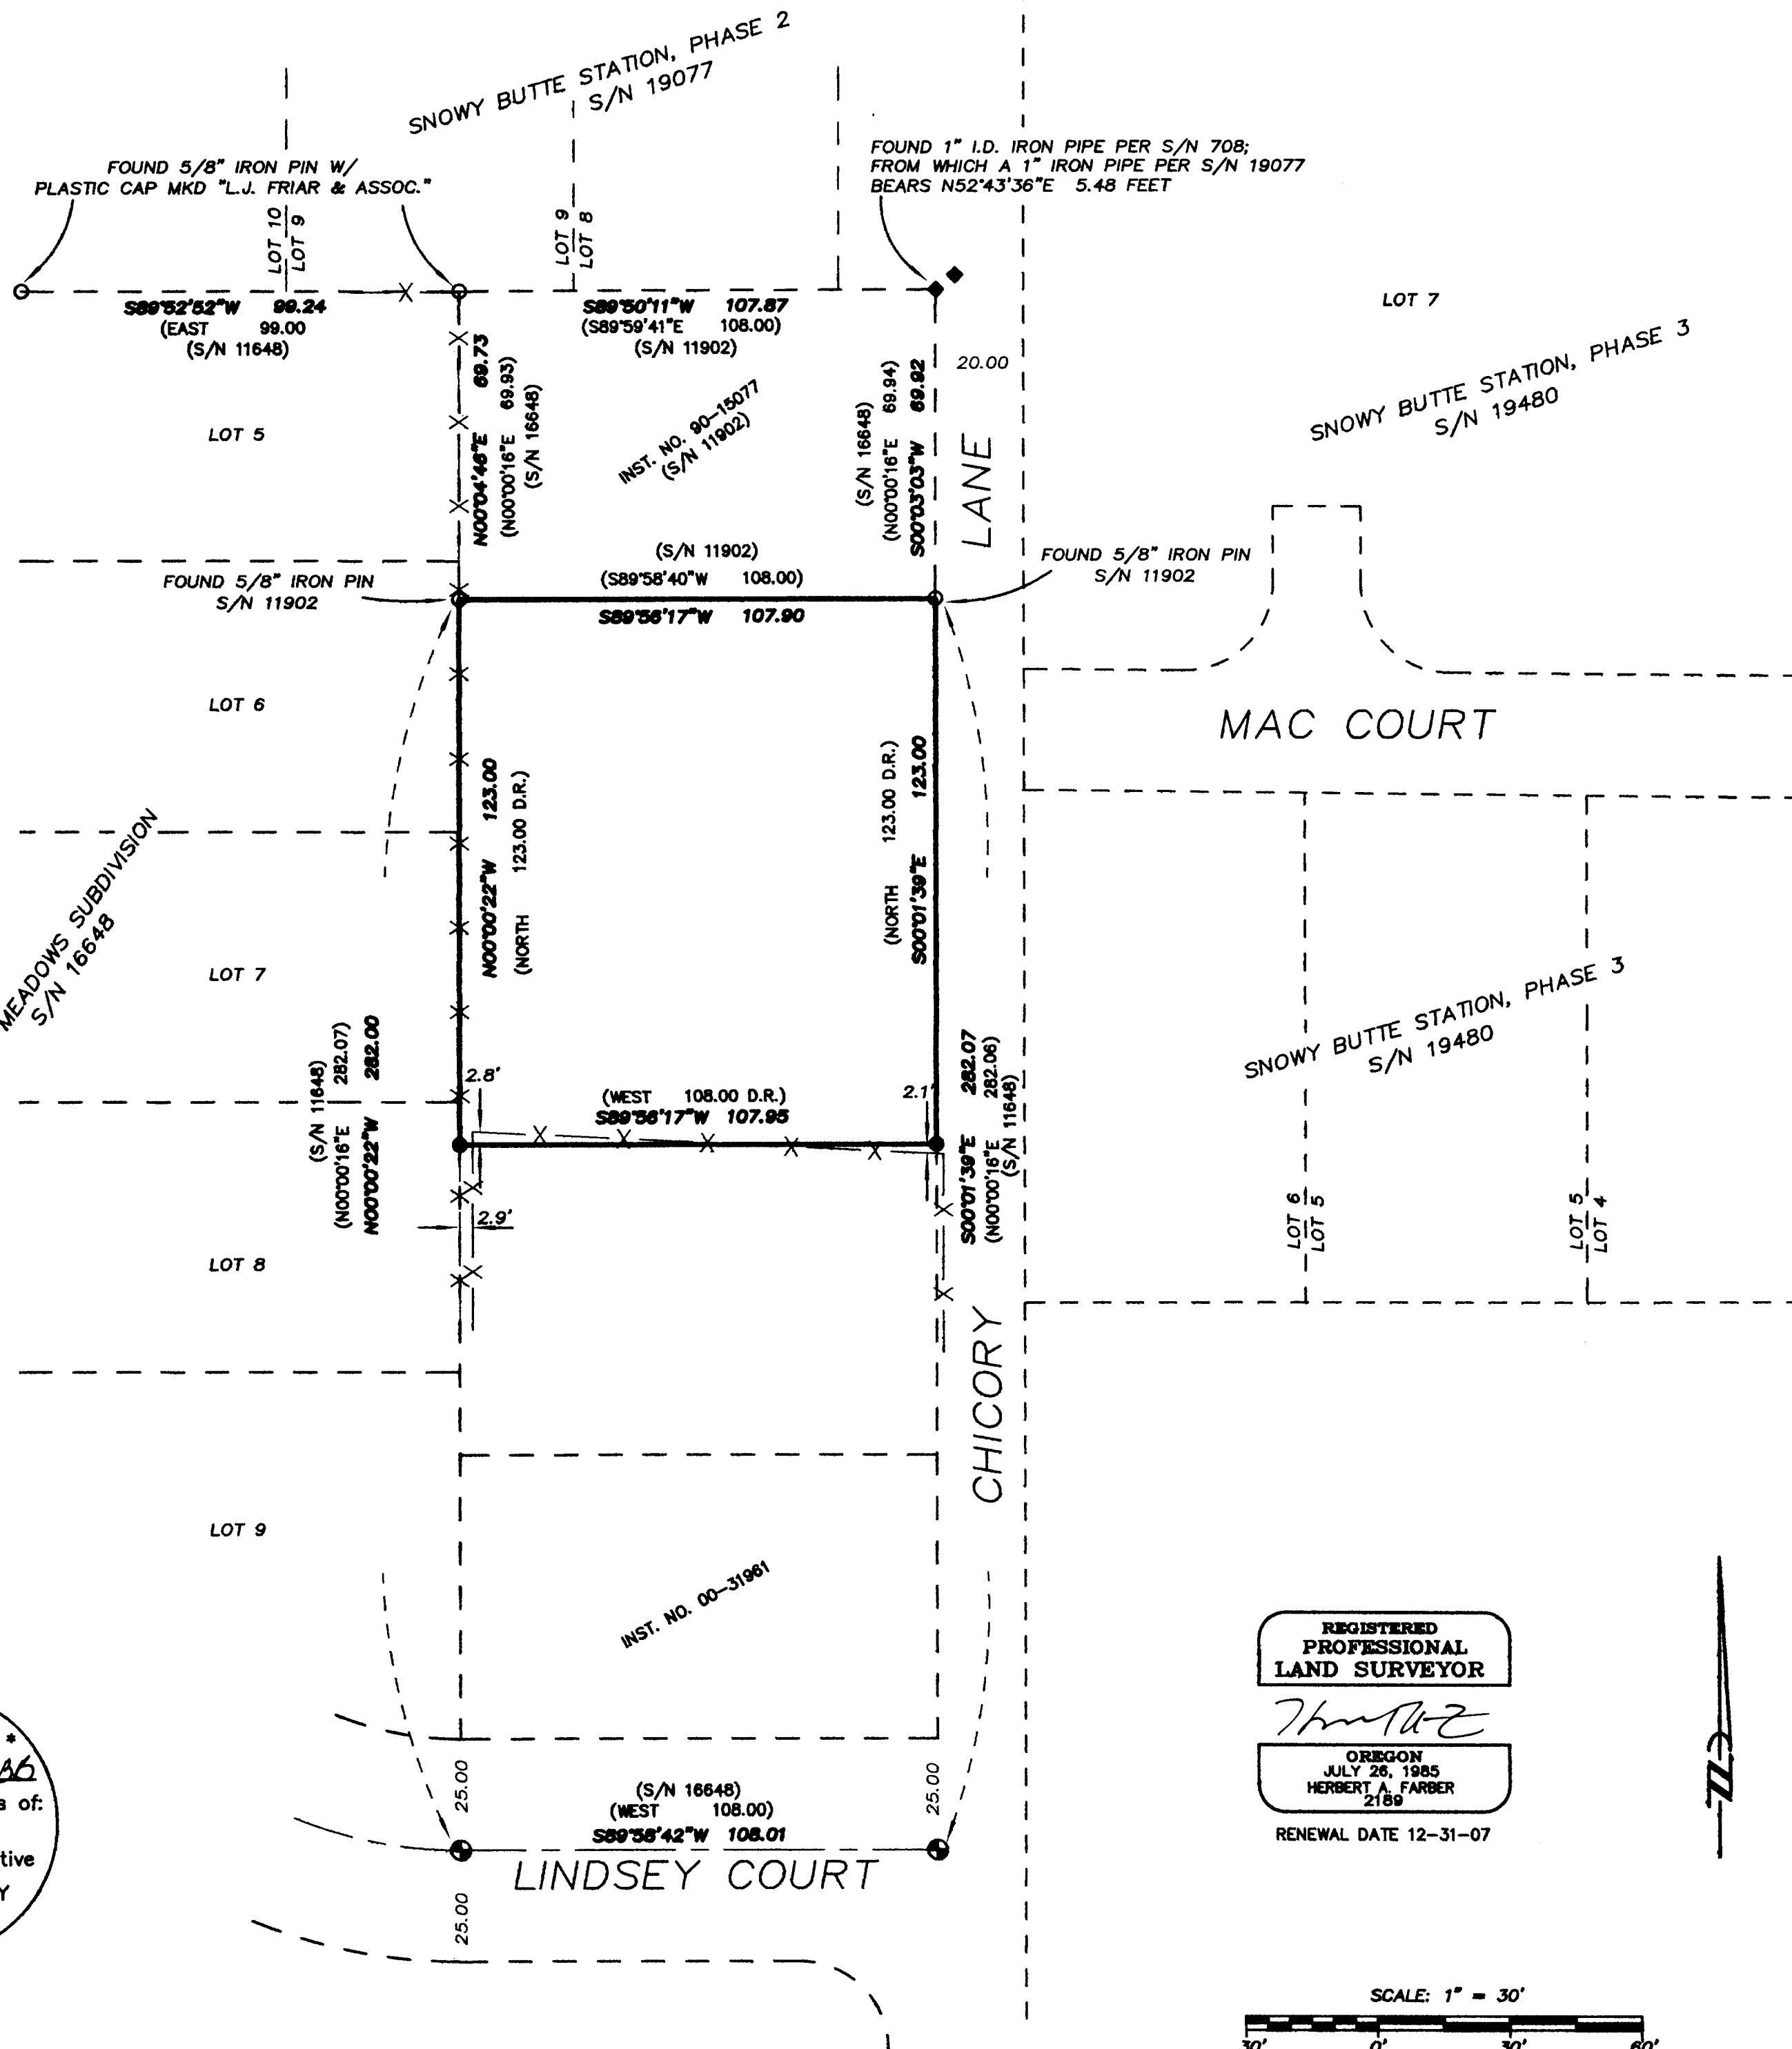 SNOWY BUTTE STATION, PHASE 2
S/N 19077
FOUND 5/8" IRON PIN W/
PLASTIC CAP MKD "L.J. FRIAR & ASSOC."
FOUND 1" I.D. IRON PIPE PER S/N 708;
FROM WHICH A 1" IRON PIPE PER S/N 19077
BEARS N52°43'36"E 5.48 FEET
LOT 10
LOT 9
LOT 9
LOT 8
S89°52'52"W 99.24
(EAST 99.00
(S/N 11648)
S89°50'11"W 107.87
(S89°59'41"E 108.00)
(S/N 11902)
LOT 7
SNOWY BUTTE STATION, PHASE 3
S/N 19480
20.00
N00°04'46"E 69.73
(N00°00'16"E 69.93)
(S/N 16648)
INST. NO. 90-15077
(S/N 11902)
(S/N 16648)
(N00°00'16"E 69.94)
S00°03'03"W 69.92
LANE
LOT 5
FOUND 5/8" IRON PIN
S/N 11902
(S/N 11902)
(S89°58'40"W 108.00)
S89°56'17"W 107.90
FOUND 5/8" IRON PIN
S/N 11902
LOT 6
MAC COURT
N00°00'22"W 123.00
(NORTH 123.00 D.R.)
(NORTH 123.00 D.R.)
S00°01'39"E 123.00
MEADOWS SUBDIVISION
S/N 16648
LOT 7
SNOWY BUTTE STATION, PHASE 3
S/N 19480
(S/N 11648)
(N00°00'16"E 282.07)
N00°00'22"W 282.00
2.8'
(WEST 108.00 D.R.)
S89°56'17"W 107.95
2.1'
S00°01'39"E 282.07
(N00°00'16"E 282.06)
(S/N 11648)
2.9'
LOT 8
LOT 6
LOT 5
LOT 5
LOT 4
CHICORY
LOT 9
INST. NO. 00-31961
REGISTERED
PROFESSIONAL
LAND SURVEYOR
OREGON
JULY 26, 1985
HERBERT A. FARBER
2189
RENEWAL DATE 12-31-07
*
s of:
tive
Y
25.00
25.00
(S/N 16648)
(WEST 108.00)
S89°58'42"W 108.01
LINDSEY COURT
25.00
SCALE: 1" = 30'
30' 0' 30' 60'